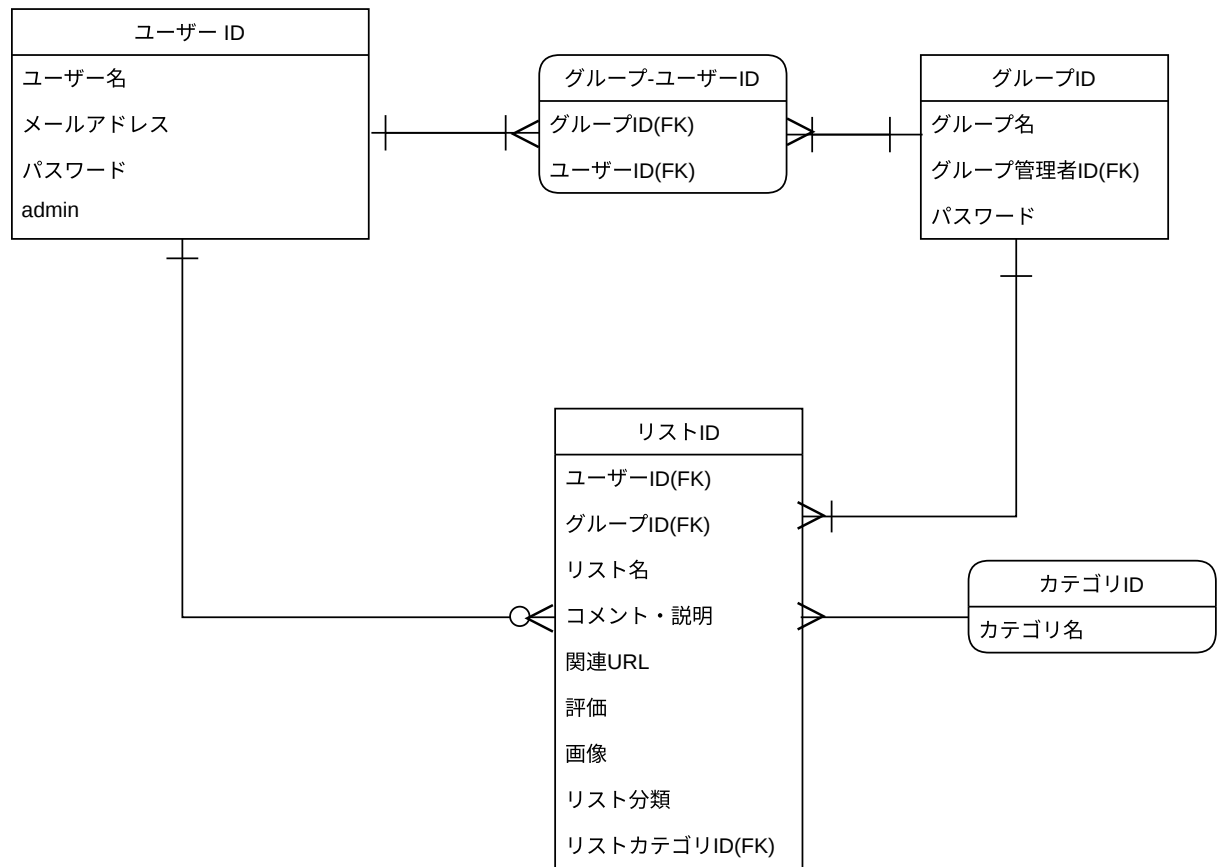 ユーザー ID
ユーザー名
メールアドレス
パスワード
admin
グループ-ユーザーID
グループID(FK)
ユーザーID(FK)
グループID
グループ名
グループ管理者ID(FK)
パスワード
リストID
ユーザーID(FK)
グループID(FK)
リスト名
コメント・説明
関連URL
評価
画像
リスト分類
リストカテゴリID(FK)
カテゴリID
カテゴリ名